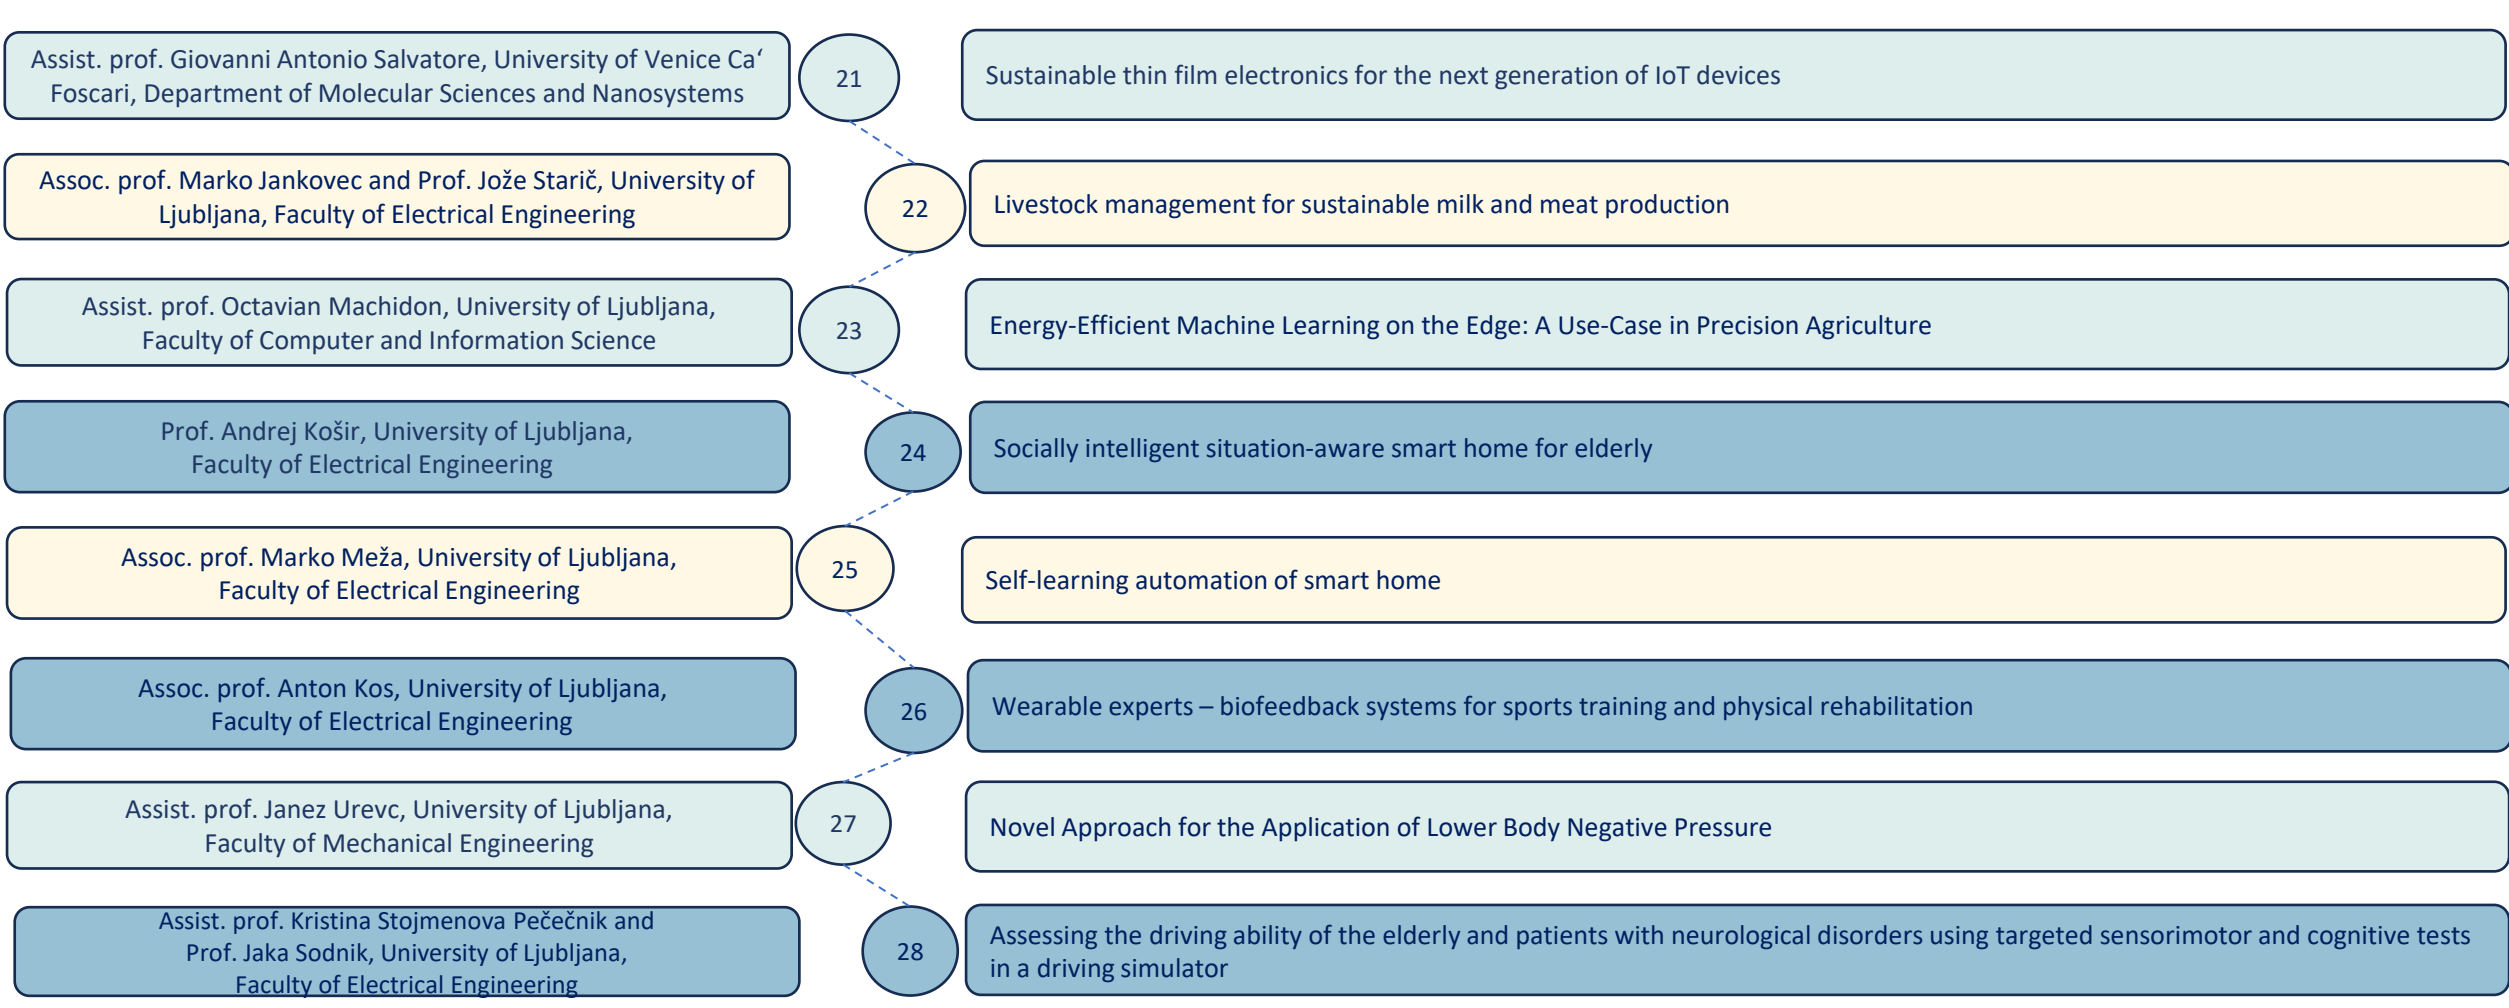 Assist. prof. Giovanni Antonio Salvatore, University of Venice Ca‘
Foscari, Department of Molecular Sciences and Nanosystems
21
Sustainable thin film electronics for the next generation of IoT devices
Assoc. prof. Marko Jankovec and Prof. Jože Starič, University of
Ljubljana, Faculty of Electrical Engineering
22
Livestock management for sustainable milk and meat production
Assist. prof. Octavian Machidon, University of Ljubljana,
Faculty of Computer and Information Science
23
Energy-Efficient Machine Learning on the Edge: A Use-Case in Precision Agriculture
Prof. Andrej Košir, University of Ljubljana,
Faculty of Electrical Engineering
24
Socially intelligent situation-aware smart home for elderly
Assoc. prof. Marko Meža, University of Ljubljana,
Faculty of Electrical Engineering
25
Self-learning automation of smart home
Assoc. prof. Anton Kos, University of Ljubljana,
Faculty of Electrical Engineering
26
Wearable experts – biofeedback systems for sports training and physical rehabilitation
Assist. prof. Janez Urevc, University of Ljubljana,
Faculty of Mechanical Engineering
27
Novel Approach for the Application of Lower Body Negative Pressure
Assist. prof. Kristina Stojmenova Pečečnik and
Prof. Jaka Sodnik, University of Ljubljana,
Faculty of Electrical Engineering
28
Assessing the driving ability of the elderly and patients with neurological disorders using targeted sensorimotor and cognitive tests
in a driving simulator